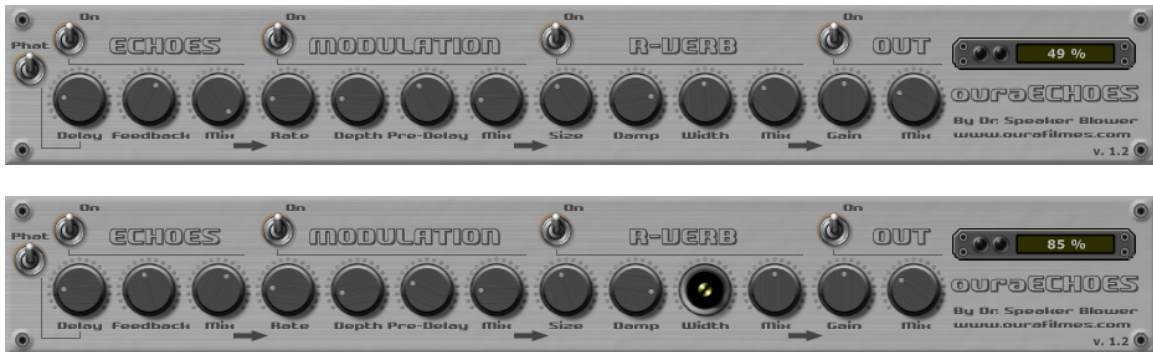 On On On On
Phat ECHOES MODULATION R-VERB OUT 49 %
Delay Feedback Mix Rate Depth Pre-Delay Mix Size Damp Width Mix Gain Mix
ouraECHOES
By Dr. Speaker Blower
www.ourafilmes.com
v. 1.2
On On On On
Phat ECHOES MODULATION R-VERB OUT 85 %
Delay Feedback Mix Rate Depth Pre-Delay Mix Size Damp Width Mix Gain Mix
ouraECHOES
By Dr. Speaker Blower
www.ourafilmes.com
v. 1.2